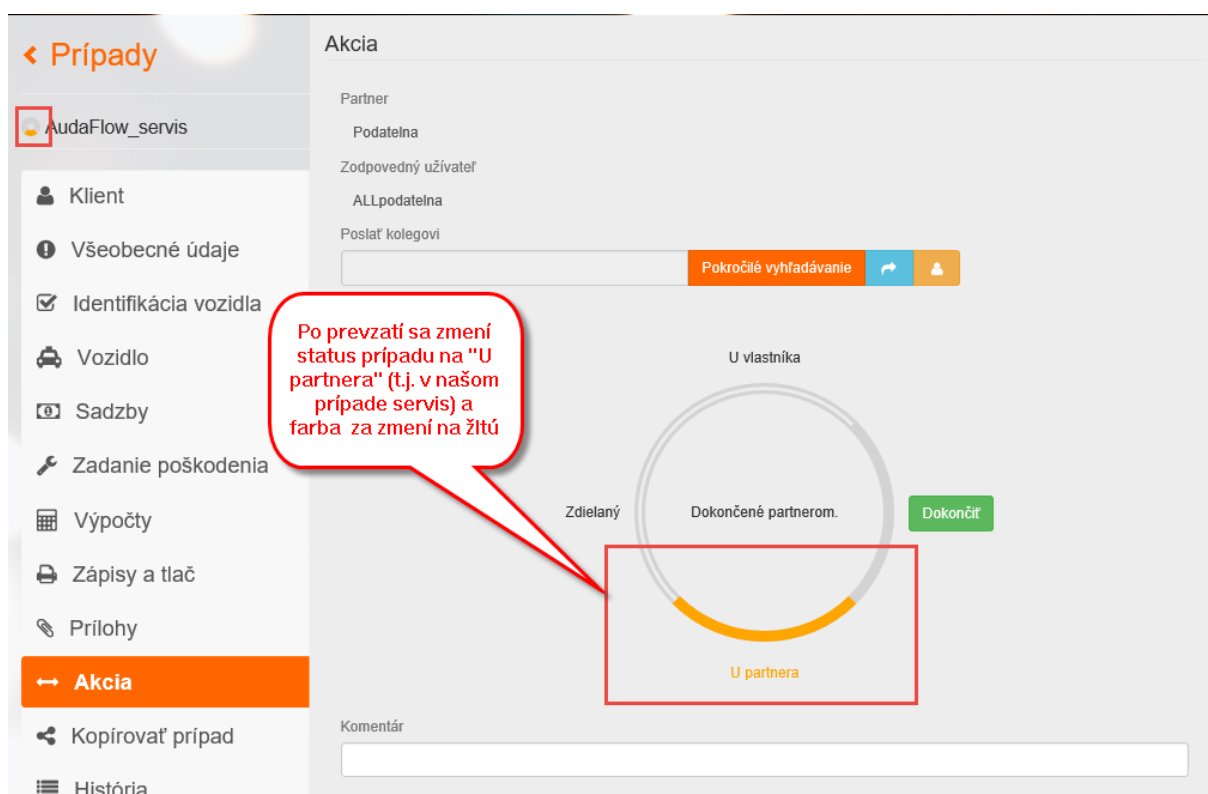 Prípady
AudaFlow_servis
Klient
Všeobecné údaje
Identifikácia vozidla
Vozidlo
Sadzby
Zadanie poškodenia
Výpočty
Zápisy a tlač
Prílohy
Akcia
Kopírovať prípad
História
Akcia
Partner
Podatelna
Zodpovedný užívateľ
ALLpodatelna
Poslať kolegovi
Pokročilé vyhľadávanie
Po prevzatí sa zmení
status prípadu na "U
partnera" (t.j. v našom
prípade servis) a
farba za zmení na žltú
U vlastníka
Zdielaný
Dokončené partnerom.
Dokončiť
U partnera
Komentár